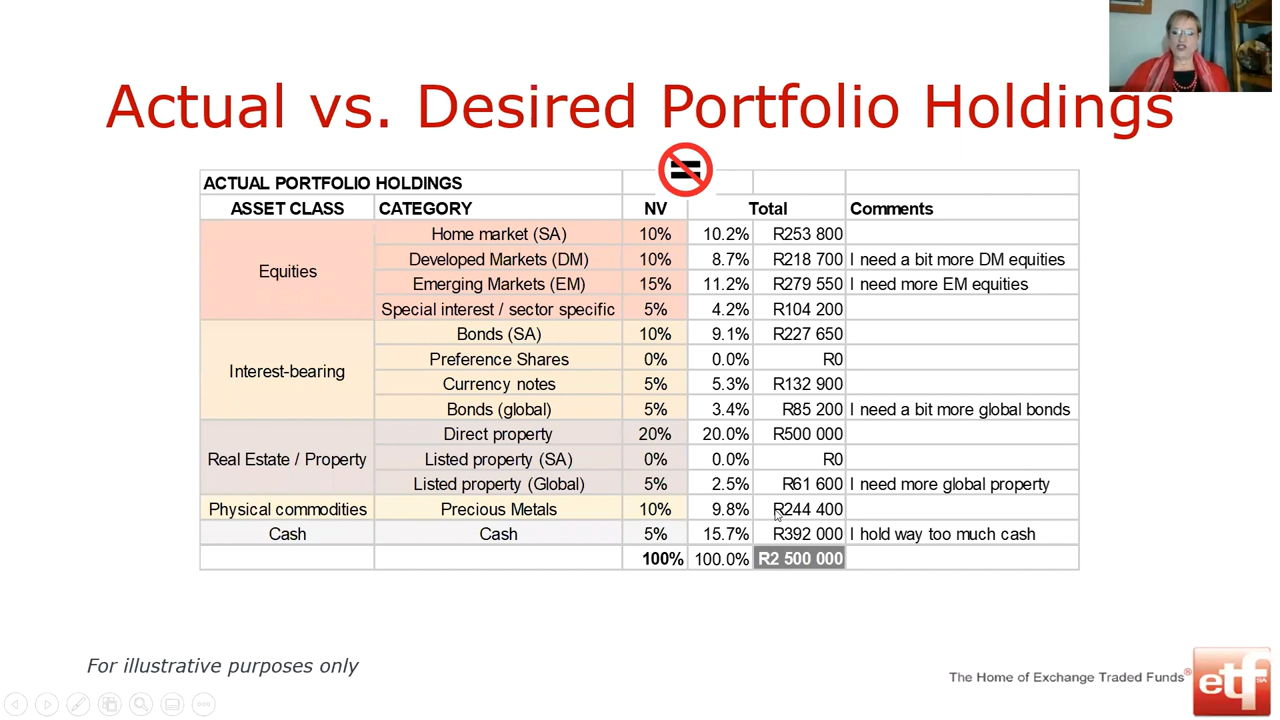 Actual vs. Desired Portfolio Holdings
ACTUAL PORTFOLIO HOLDINGS
ASSET CLASS CATEGORY NV Total Comments
Equities Home market (SA) 10% 10.2% R253 800
Developed Markets (DM) 10% 8.7% R218 700 I need a bit more DM equities
Emerging Markets (EM) 15% 11.2% R279 550 I need more EM equities
Special interest / sector specific 5% 4.2% R104 200
Interest-bearing Bonds (SA) 10% 9.1% R227 650
Preference Shares 0% 0.0% R0
Currency notes 5% 5.3% R132 900
Bonds (global) 5% 3.4% R85 200 I need a bit more global bonds
Real Estate / Property Direct property 20% 20.0% R500 000
Listed property (SA) 0% 0.0% R0
Listed property (Global) 5% 2.5% R61 600 I need more global property
Physical commodities Precious Metals 10% 9.8% R244 400
Cash Cash 5% 15.7% R392 000 I hold way too much cash
100% 100.0% R2 500 000
For illustrative purposes only
The Home of Exchange Traded Funds®
etf
SA